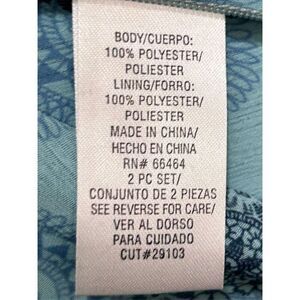 BODY/CUERPO:
100% POLYESTER/
POLIESTER
LINING/FORRO:
100% POLYESTER/
POLIESTER
MADE IN CHINA/
HECHO EN CHINA
RN# 66464
2 PC SET/
CONJUNTO DE 2 PIEZAS
SEE REVERSE FOR CARE/
VER AL DORSO
PARA CUIDADO
CUT#29103